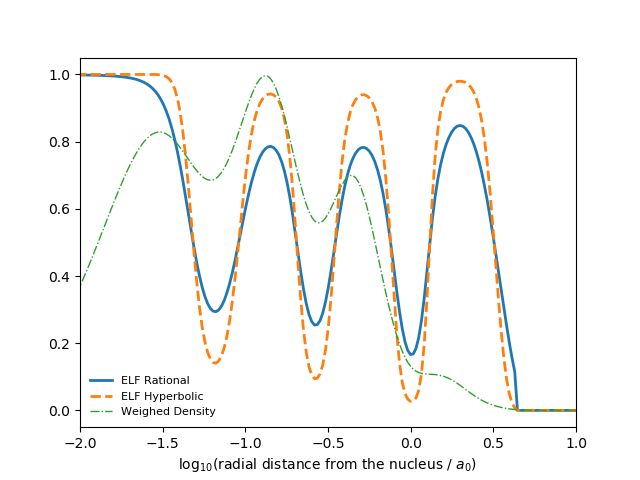 1.0
0.8
0.6
0.4
0.2
0.0
ELF Rational
ELF Hyperbolic
Weighed Density
−2.0 −1.5 −1.0 −0.5 0.0 0.5 1.0
log₁₀(radial distance from the nucleus / a₀)